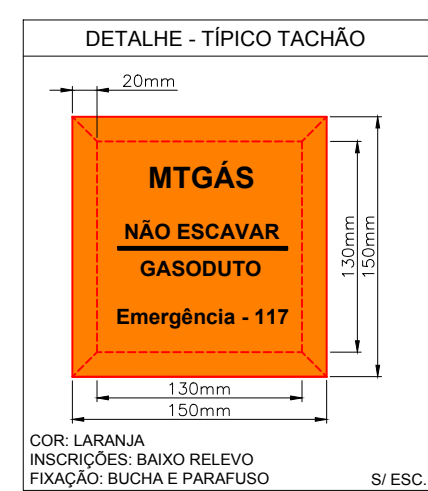 DETALHE - TÍPICO TACHÃO
20mm
MTGÁS
NÃO ESCAVAR
GASODUTO
Emergência - 117
130mm
150mm
130mm
150mm
COR: LARANJA
INSCRIÇÕES: BAIXO RELEVO
FIXAÇÃO: BUCHA E PARAFUSO
S/ ESC.